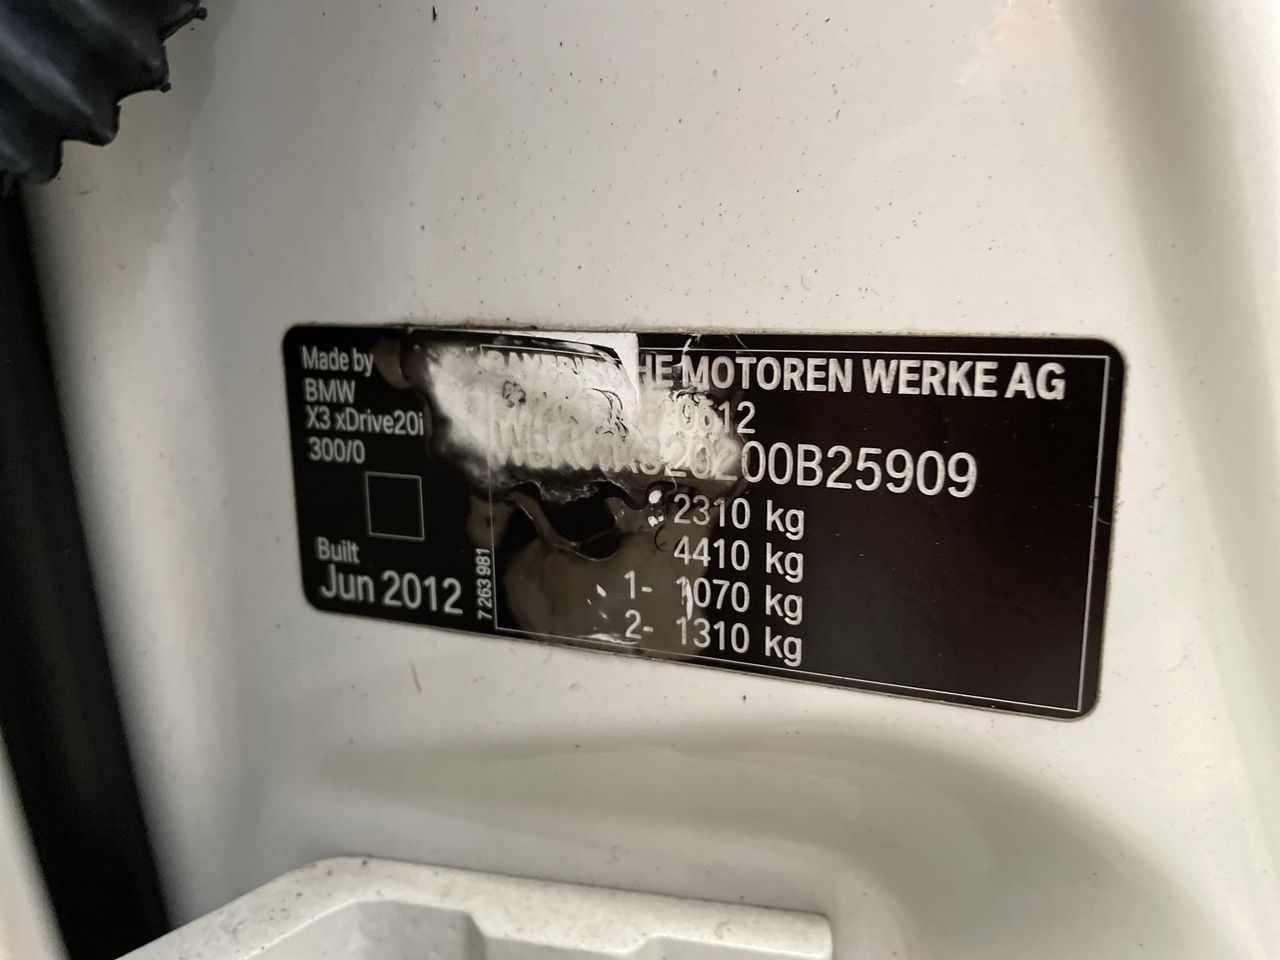 Made by
BMW
X3 xDrive20i
300/0
Built
Jun 2012
7 263 981
MOTOREN WERKE AG
2310 kg
4410 kg
1- 1070 kg
2- 1310 kg